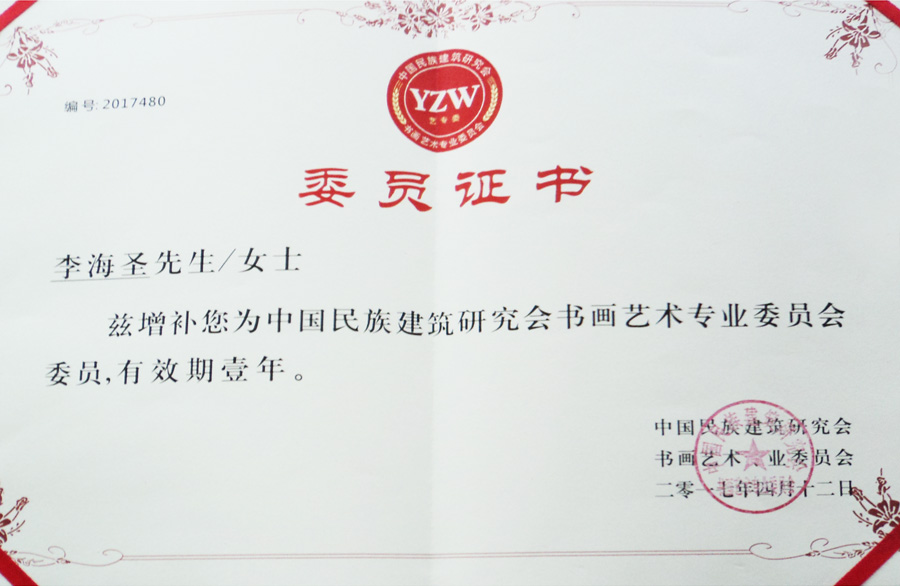 编号:2017480
中国民族建筑研究会
YZW
艺专委
书画艺术专业委员会
委员证书
李海圣先生/女士
兹增补您为中国民族建筑研究会书画艺术专业委员会
委员,有效期壹年。
中国民族建筑研究会
书画艺术专业委员会
二零一七年四月十二日